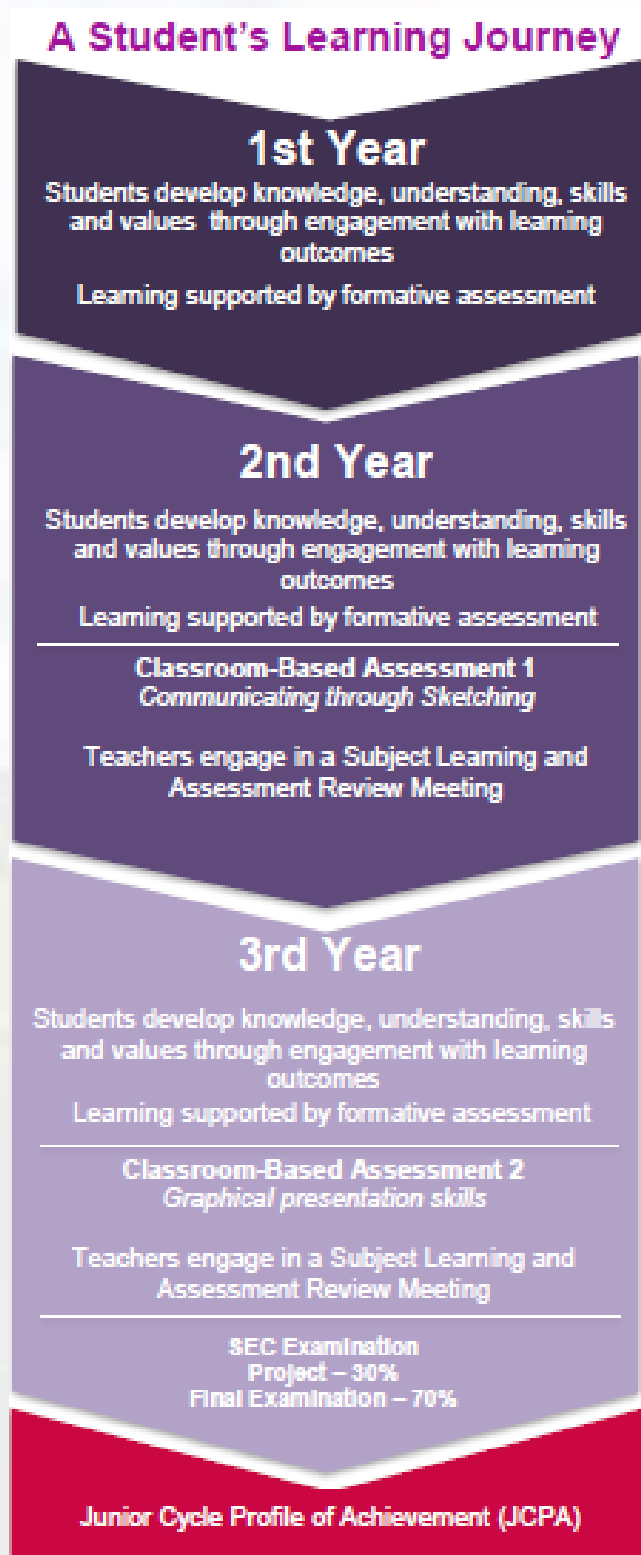 A Student's Learning Journey
1st Year
Students develop knowledge, understanding, skills
and values through engagement with learning
outcomes
Learning supported by formative assessment
2nd Year
Students develop knowledge, understanding, skills
and values through engagement with learning
outcomes
Learning supported by formative assessment
Classroom-Based Assessment 1
Communicating through Sketching
Teachers engage in a Subject Learning and
Assessment Review Meeting
3rd Year
Students develop knowledge, understanding, skills
and values through engagement with learning
outcomes
Learning supported by formative assessment
Classroom-Based Assessment 2
Graphical presentation skills
Teachers engage in a Subject Learning and
Assessment Review Meeting
SEC Examination
Project – 30%
Final Examination – 70%
Junior Cycle Profile of Achievement (JCPA)